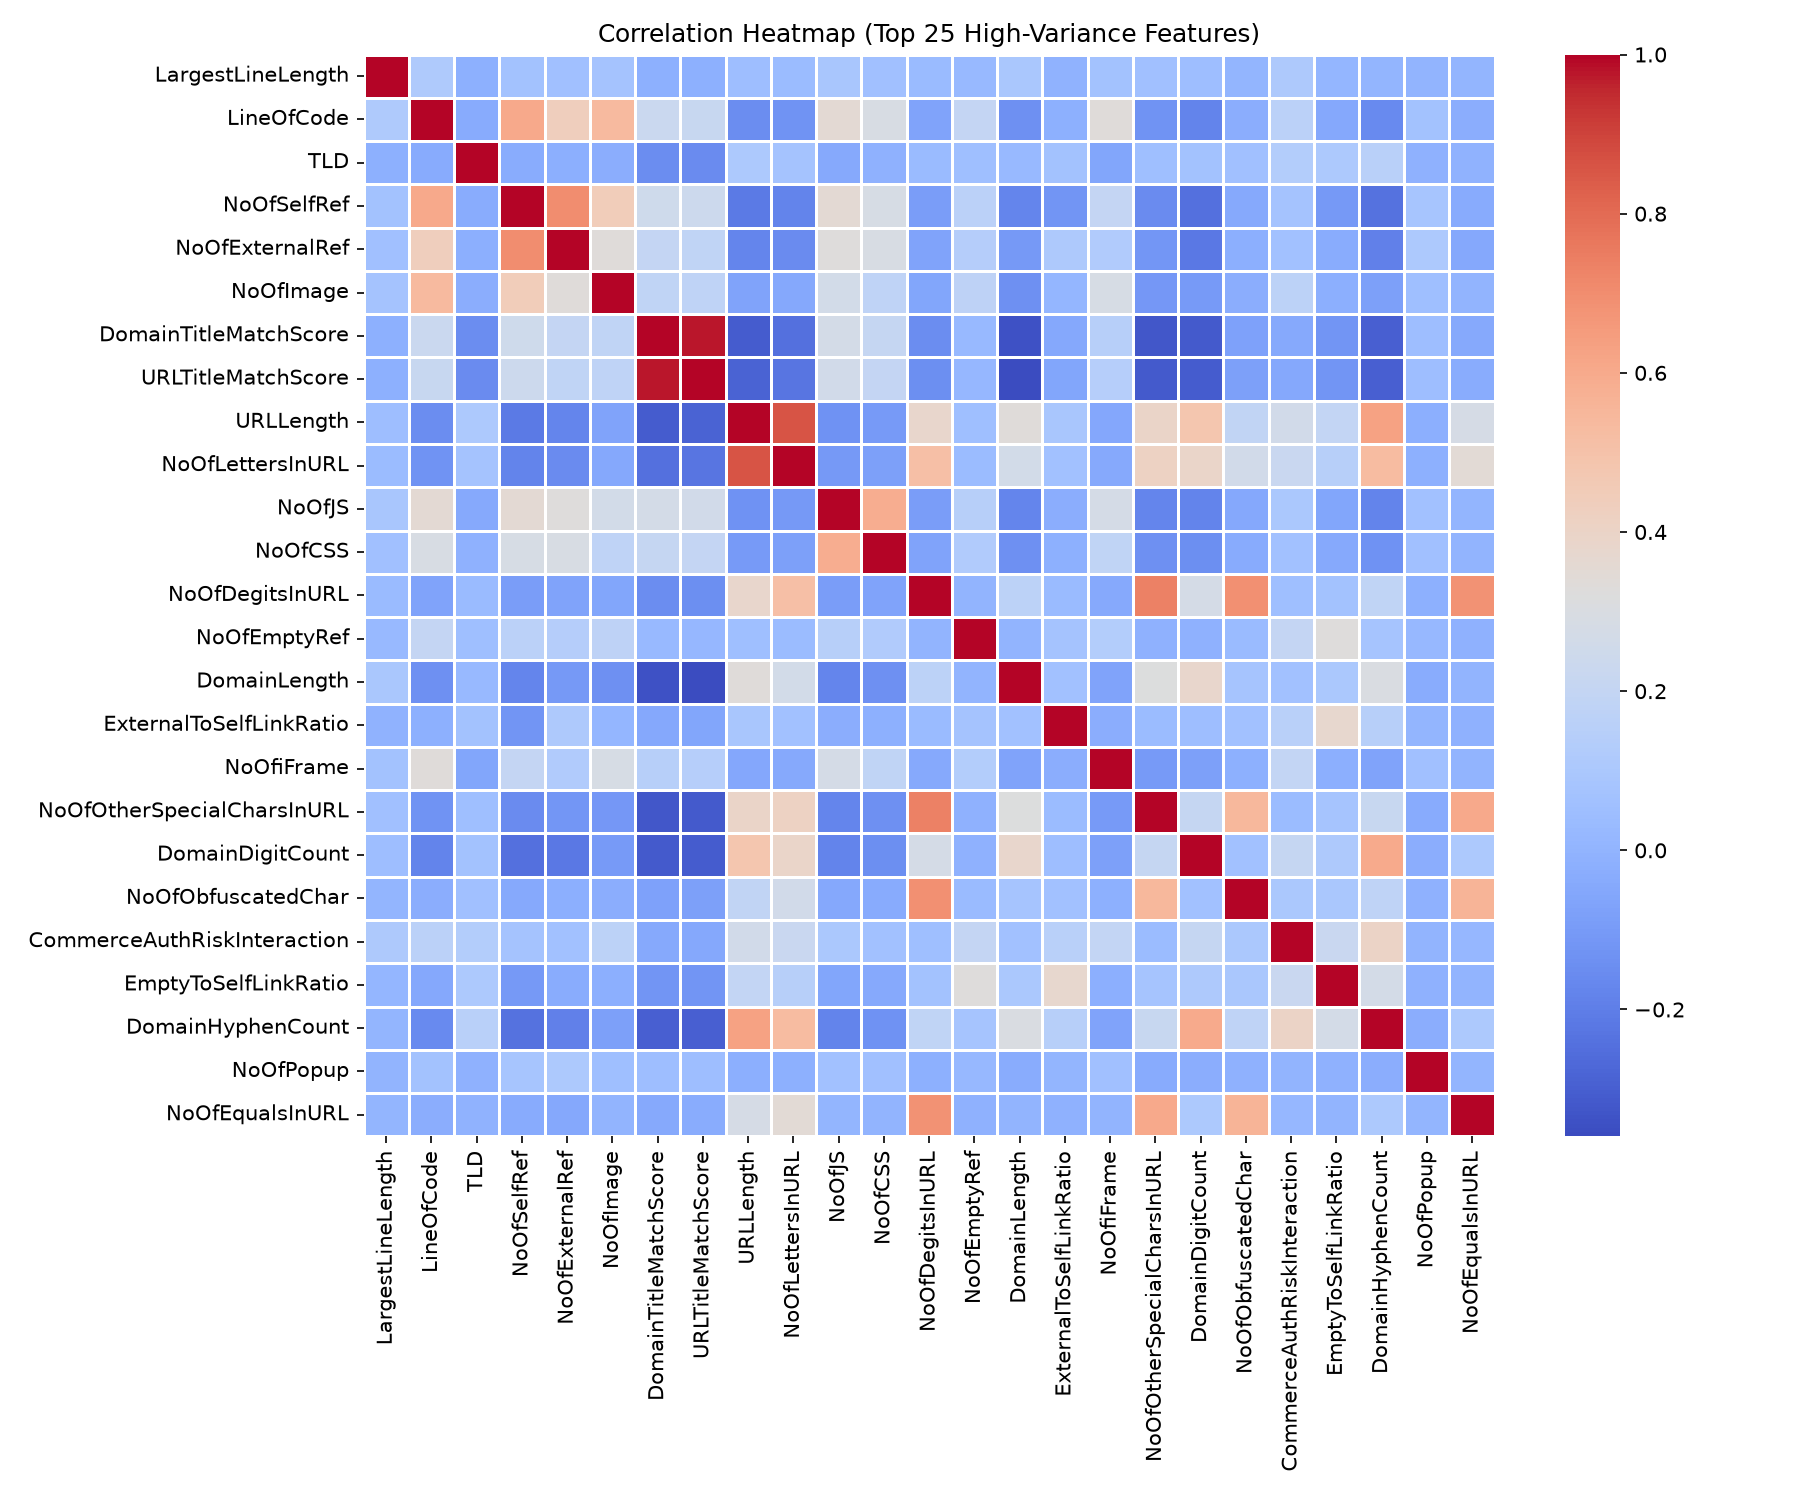 Correlation Heatmap (Top 25 High-Variance Features)
LargestLineLength
LineOfCode
TLD
NoOfSelfRef
NoOfExternalRef
NoOfImage
DomainTitleMatchScore
URLTitleMatchScore
URLLength
NoOfLettersInURL
NoOfJS
NoOfCSS
NoOfDegitsInURL
NoOfEmptyRef
DomainLength
ExternalToSelfLinkRatio
NoOfiFrame
NoOfOtherSpecialCharsInURL
DomainDigitCount
NoOfObfuscatedChar
CommerceAuthRiskInteraction
EmptyToSelfLinkRatio
DomainHyphenCount
NoOfPopup
NoOfEqualsInURL
LargestLineLength
LineOfCode
TLD
NoOfSelfRef
NoOfExternalRef
NoOfImage
DomainTitleMatchScore
URLTitleMatchScore
URLLength
NoOfLettersInURL
NoOfJS
NoOfCSS
NoOfDegitsInURL
NoOfEmptyRef
DomainLength
ExternalToSelfLinkRatio
NoOfiFrame
NoOfOtherSpecialCharsInURL
DomainDigitCount
NoOfObfuscatedChar
CommerceAuthRiskInteraction
EmptyToSelfLinkRatio
DomainHyphenCount
NoOfPopup
NoOfEqualsInURL
1.0
0.8
0.6
0.4
0.2
0.0
−0.2